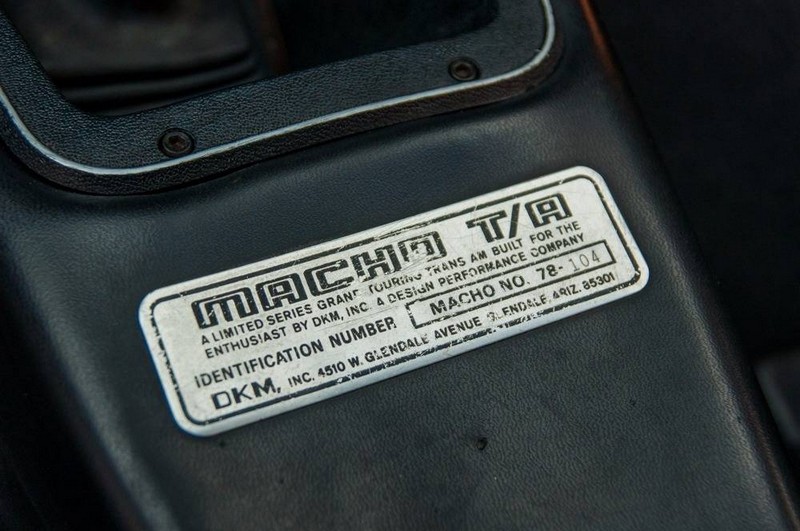 MACHO T/A
A LIMITED SERIES GRAND TOURING TRANS AM BUILT FOR THE
ENTHUSIAST BY DKM, INC. A DESIGN PERFORMANCE COMPANY
IDENTIFICATION NUMBER MACHO NO. 78-104
DKM, INC. 4510 W. GLENDALE AVENUE GLENDALE, ARIZ. 85301